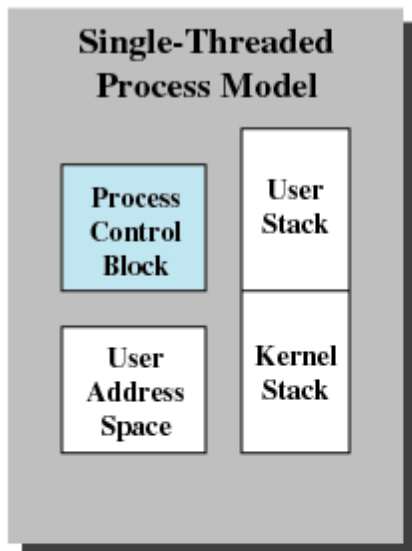 Single-Threaded
Process Model
Process
Control
Block
User
Stack
User
Address
Space
Kernel
Stack